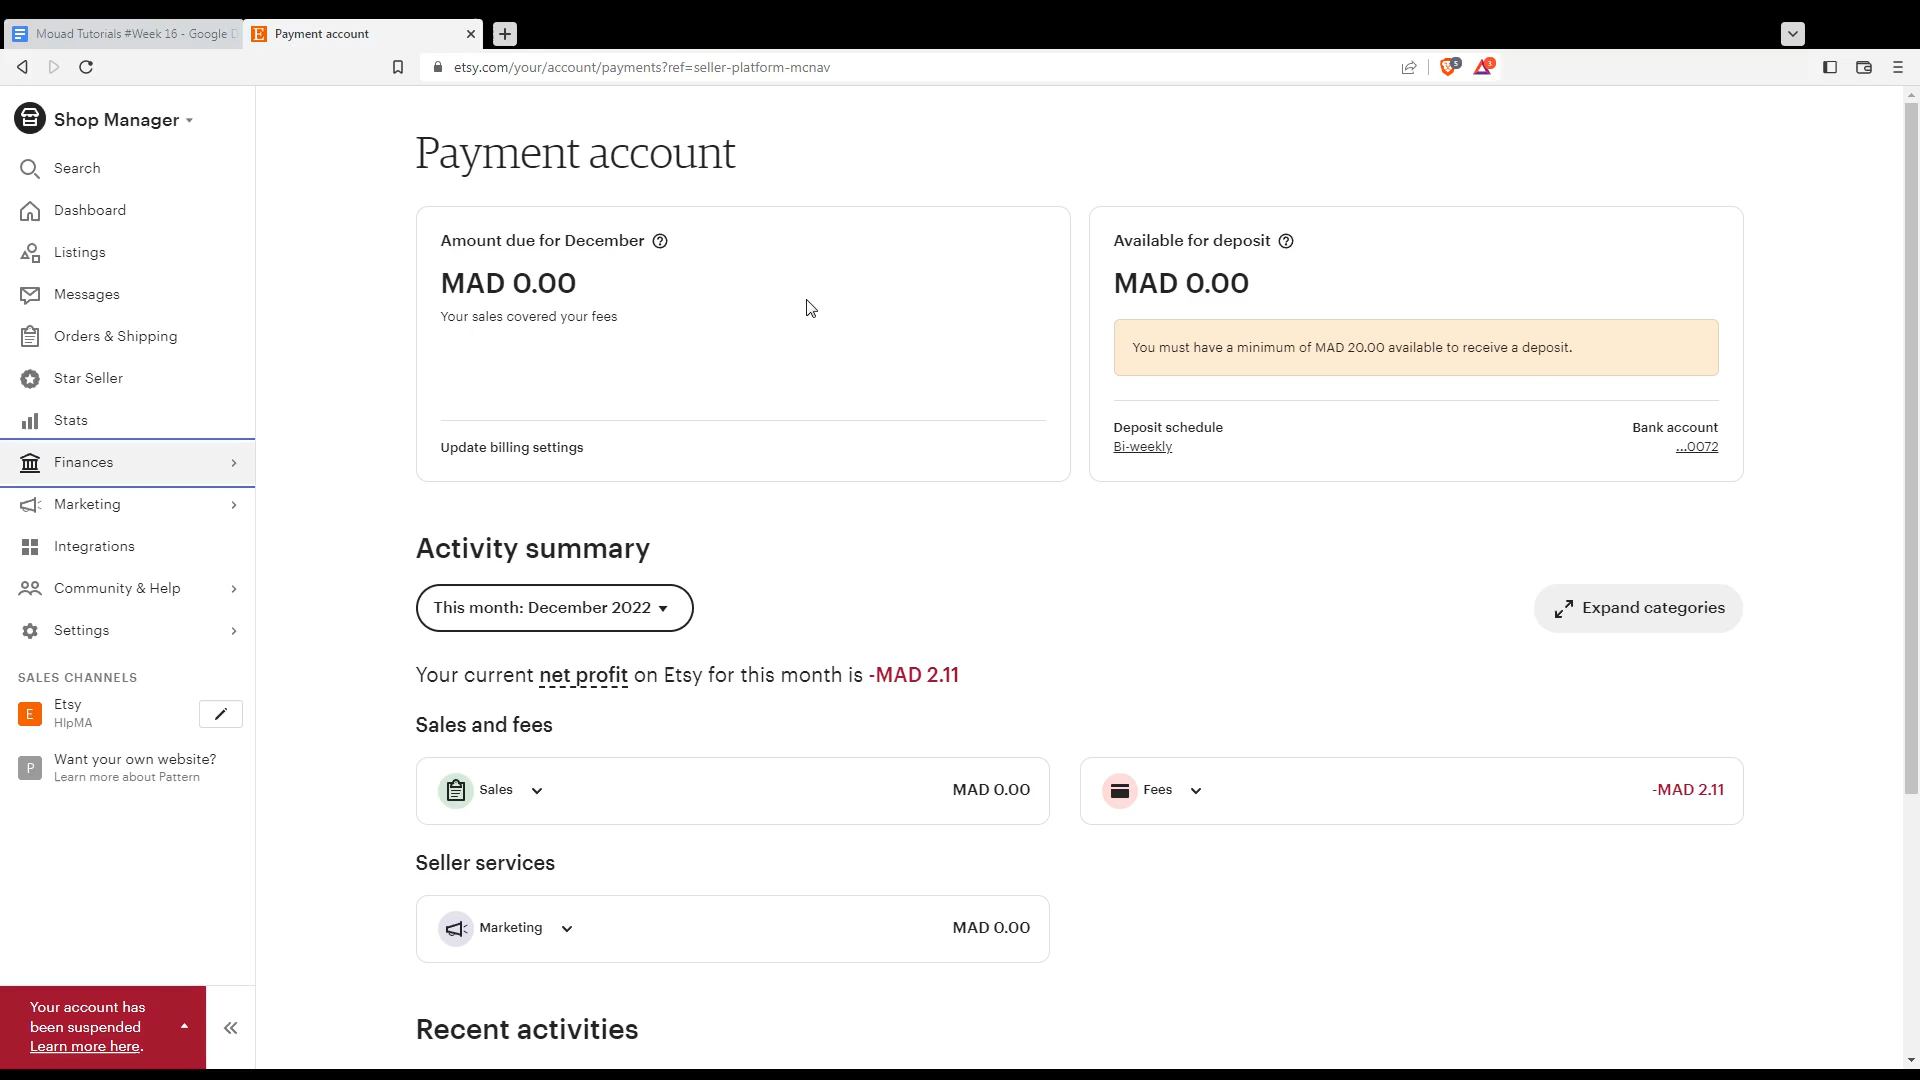 Mouad Tutorials #Week 16 - Google D
Payment account
etsy.com/your/account/payments?ref=seller-platform-mcnav
5
3
Shop Manager
Search
Dashboard
Listings
Messages
Orders & Shipping
Star Seller
Stats
Finances
Marketing
Integrations
Community & Help
Settings
SALES CHANNELS
E
Etsy
HlpMA
P
Want your own website?
Learn more about Pattern
Your account has
been suspended
Learn more here.
Payment account
Amount due for December
MAD 0.00
Your sales covered your fees
Update billing settings
Available for deposit
MAD 0.00
You must have a minimum of MAD 20.00 available to receive a deposit.
Deposit schedule
Bi-weekly
Bank account
...0072
Activity summary
This month: December 2022
Expand categories
Your current net profit on Etsy for this month is -MAD 2.11
Sales and fees
Sales
MAD 0.00
Fees
-MAD 2.11
Seller services
Marketing
MAD 0.00
Recent activities